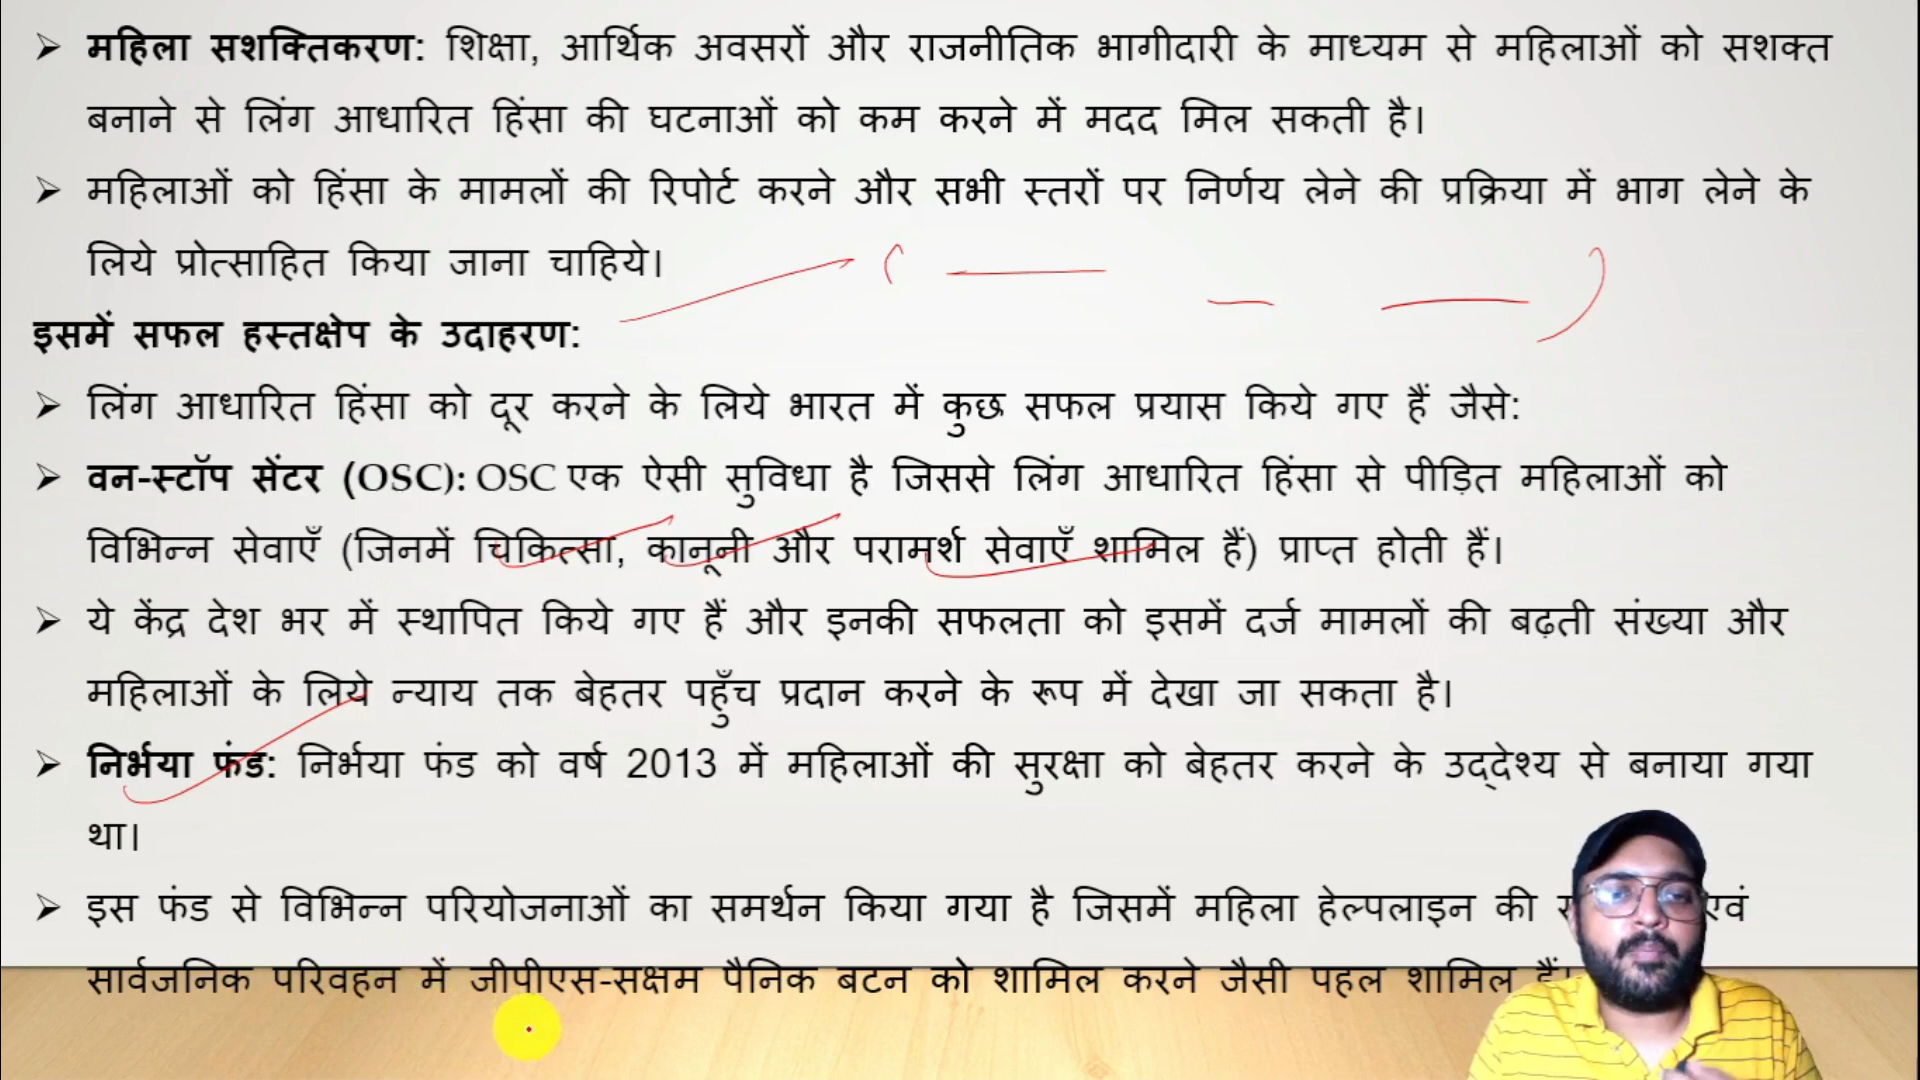 ➢ महिला सशक्तिकरण: शिक्षा, आर्थिक अवसरों और राजनीतिक भागीदारी के माध्यम से महिलाओं को सशक्त
बनाने से लिंग आधारित हिंसा की घटनाओं को कम करने में मदद मिल सकती है।
➢ महिलाओं को हिंसा के मामलों की रिपोर्ट करने और सभी स्तरों पर निर्णय लेने की प्रक्रिया में भाग लेने के
लिये प्रोत्साहित किया जाना चाहिये।
इसमें सफल हस्तक्षेप के उदाहरण:
➢ लिंग आधारित हिंसा को दूर करने के लिये भारत में कुछ सफल प्रयास किये गए हैं जैसे:
➢ वन-स्टॉप सेंटर (OSC): OSC एक ऐसी सुविधा है जिससे लिंग आधारित हिंसा से पीड़ित महिलाओं को
विभिन्न सेवाएँ (जिनमें चिकित्सा, कानूनी और परामर्श सेवाएँ शामिल हैं) प्राप्त होती हैं।
➢ ये केंद्र देश भर में स्थापित किये गए हैं और इनकी सफलता को इसमें दर्ज मामलों की बढ़ती संख्या और
महिलाओं के लिये न्याय तक बेहतर पहुँच प्रदान करने के रूप में देखा जा सकता है।
➢ निर्भया फंड: निर्भया फंड को वर्ष 2013 में महिलाओं की सुरक्षा को बेहतर करने के उद्देश्य से बनाया गया
था।
➢ इस फंड से विभिन्न परियोजनाओं का समर्थन किया गया है जिसमें महिला हेल्पलाइन की एवं
सार्वजनिक परिवहन में जीपीएस-सक्षम पैनिक बटन को शामिल करने जैसी पहल शामिल हैं।